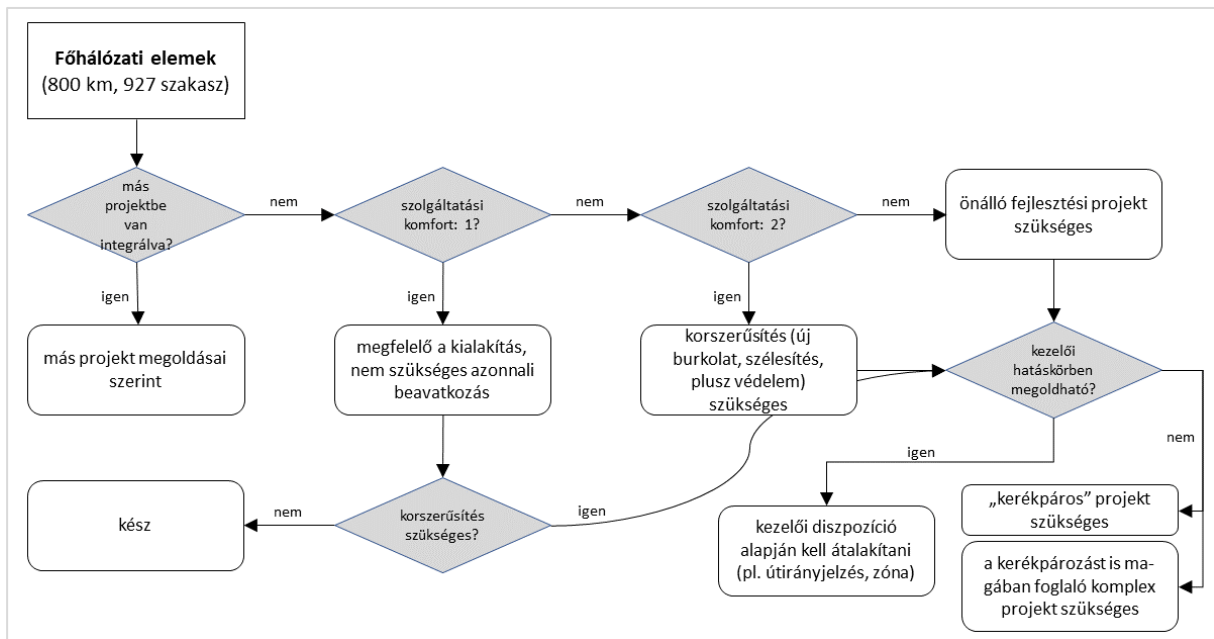 Főhálózati elemek
(800 km, 927 szakasz)
más
projektbe
van
integrálva?
nem
szolgáltatási
komfort: 1?
nem
szolgáltatási
komfort: 2?
nem
önálló fejlesztési projekt
szükséges
igen
igen
igen
más projekt megoldásai
szerint
megfelelő a kialakítás,
nem szükséges azonnali
beavatkozás
korszerűsítés (új
burkolat, szélesítés,
plusz védelem)
szükséges
kezelői
hatáskörben
megoldható?
nem
igen
kész
nem
korszerűsítés
szükséges?
igen
kezelői diszpozíció
alapján kell átalakítani
(pl. útirányjelzés, zóna)
„kerékpáros” projekt
szükséges
a kerékpározást is ma-
gában foglaló komplex
projekt szükséges